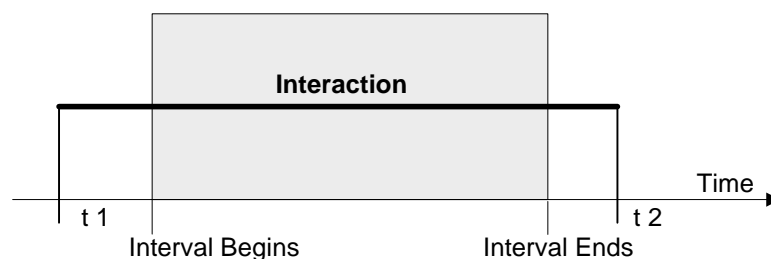 Interaction
Time
t 1
t 2
Interval Begins
Interval Ends